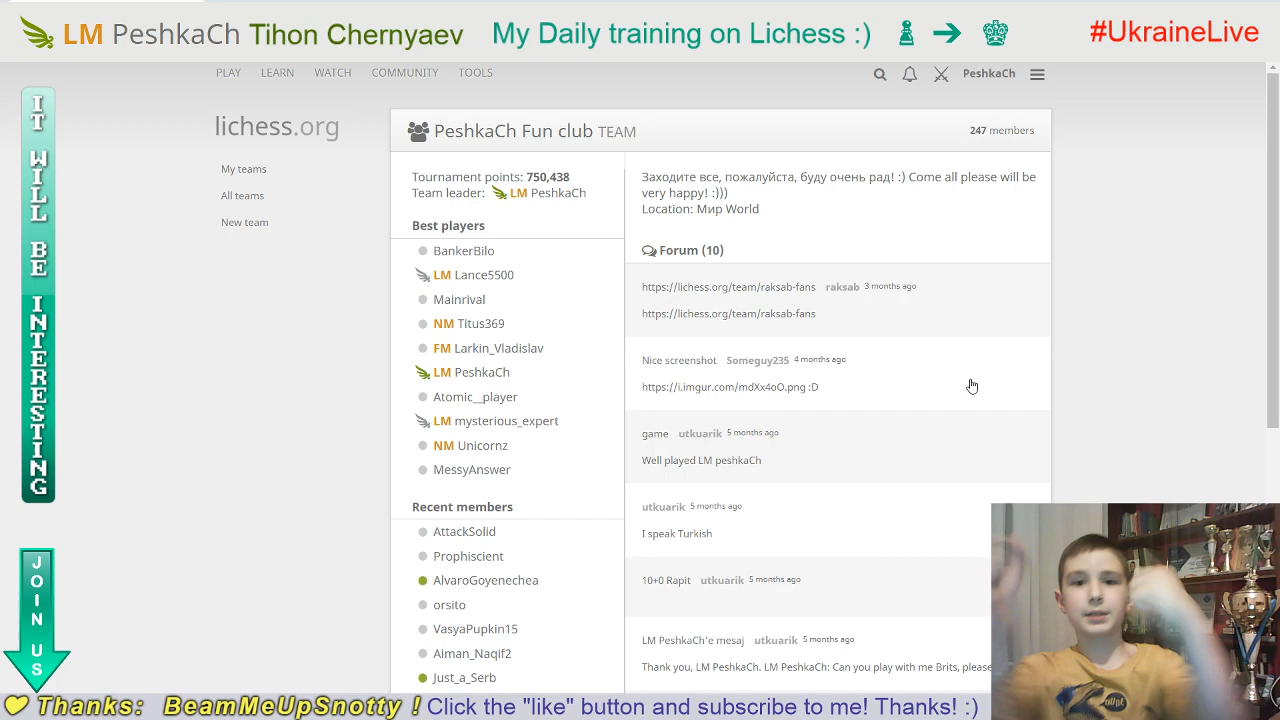 LM PeshkaCh Tihon Chernyaev My Daily training on Lichess :) #UkraineLive
PLAY LEARN WATCH COMMUNITY TOOLS PeshkaCh
IT WILL BE INTERESTING
JOIN US
lichess.org
My teams
All teams
New team
PeshkaCh Fun club TEAM 247 members
Tournament points: 750,438
Team leader: LM PeshkaCh
Best players
BankerBilo
LM Lance5500
Mainrival
NM Titus369
FM Larkin_Vladislav
LM PeshkaCh
Atomic__player
LM mysterious_expert
NM Unicornz
MessyAnswer
Recent members
AttackSolid
Prophiscient
AlvaroGoyenechea
orsito
VasyaPupkin15
Aiman_Naqif2
Just_a_Serb
Заходите все, пожалуйста, буду очень рад! :) Come all please will be
very happy! :)))
Location: Мир World
Forum (10)
https://lichess.org/team/raksab-fans raksab 3 months ago
https://lichess.org/team/raksab-fans
Nice screenshot Someguy235 4 months ago
https://i.imgur.com/mdXx4oO.png :D
game utkuarik 5 months ago
Well played LM peshkaCh
utkuarik 5 months ago
I speak Turkish
10+0 Rapit utkuarik 5 months ago
LM PeshkaCh'e mesaj utkuarik 5 months ago
Thank you, LM PeshkaCh. LM PeshkaCh: Can you play with me Brits, please
Thanks: BeamMeUpSnotty ! Click the "like" button and subscribe to me! Thanks! :)